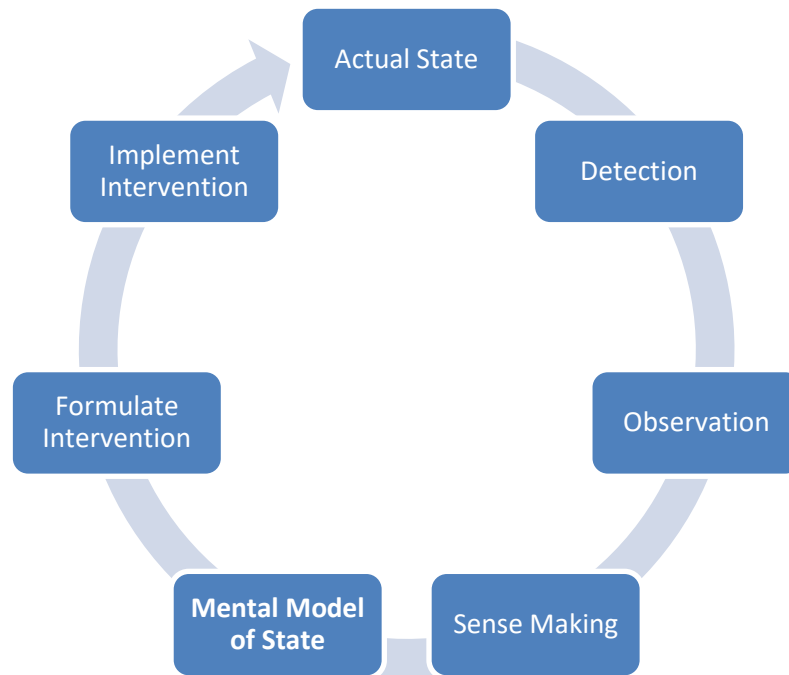 Actual State
Detection
Observation
Sense Making
Mental Model
of State
Formulate
Intervention
Implement
Intervention